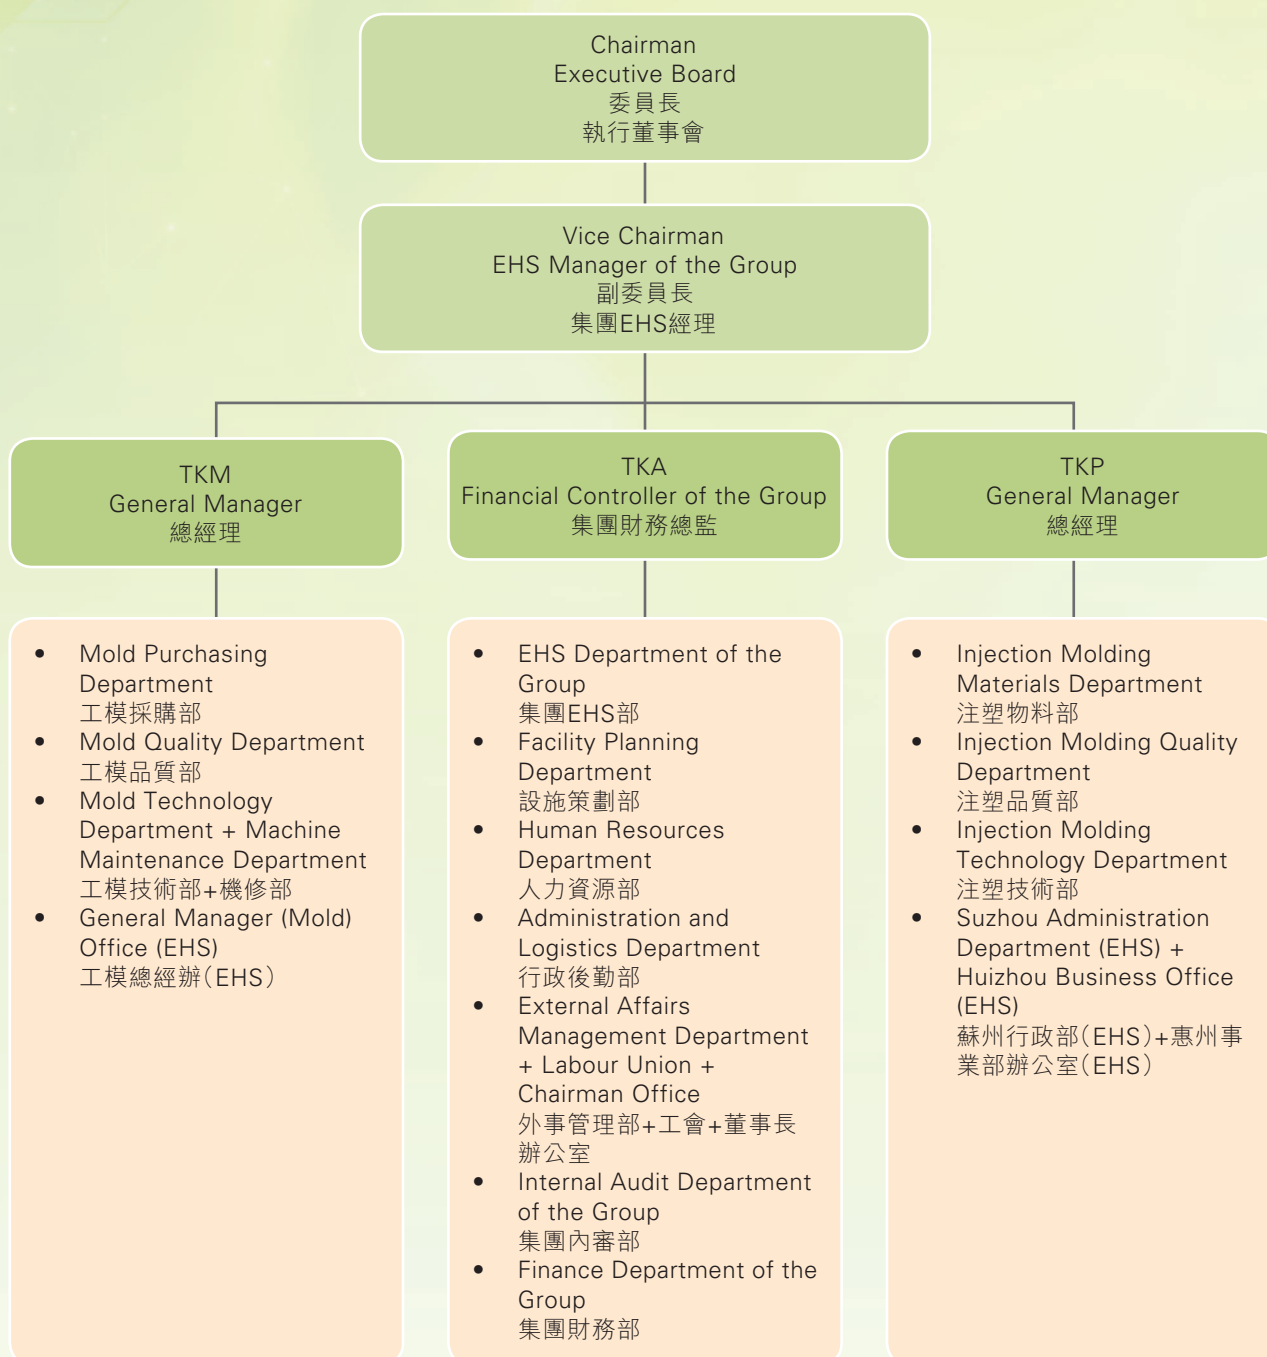 Chairman
Executive Board
委員長
執行董事會
Vice Chairman
EHS Manager of the Group
副委員長
集團EHS經理
TKM
General Manager
總經理
TKA
Financial Controller of the Group
集團財務總監
TKP
General Manager
總經理
• Mold Purchasing
Department
工模採購部
• Mold Quality Department
工模品質部
• Mold Technology
Department + Machine
Maintenance Department
工模技術部+機修部
• General Manager (Mold)
Office (EHS)
工模總經辦(EHS)
• EHS Department of the
Group
集團EHS部
• Facility Planning
Department
設施策劃部
• Human Resources
Department
人力資源部
• Administration and
Logistics Department
行政後勤部
• External Affairs
Management Department
+ Labour Union +
Chairman Office
外事管理部+工會+董事長
辦公室
• Internal Audit Department
of the Group
集團內審部
• Finance Department of the
Group
集團財務部
• Injection Molding
Materials Department
注塑物料部
• Injection Molding Quality
Department
注塑品質部
• Injection Molding
Technology Department
注塑技術部
• Suzhou Administration
Department (EHS) +
Huizhou Business Office
(EHS)
蘇州行政部(EHS)+惠州事
業部辦公室(EHS)